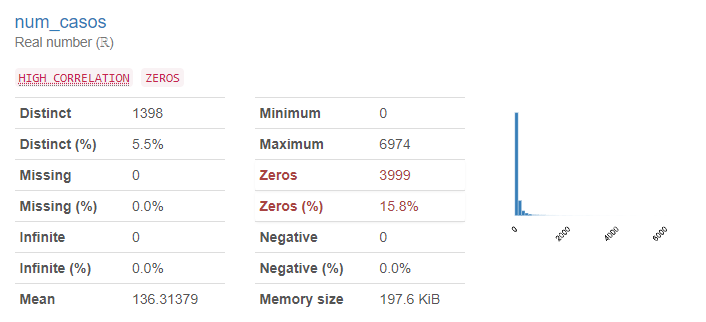 num_casos
Real number (ℝ)
HIGH CORRELATION ZEROS
Distinct 1398
Distinct (%) 5.5%
Missing 0
Missing (%) 0.0%
Infinite 0
Infinite (%) 0.0%
Mean 136.31379
Minimum 0
Maximum 6974
Zeros 3999
Zeros (%) 15.8%
Negative 0
Negative (%) 0.0%
Memory size 197.6 KiB
0 2000 4000 6000